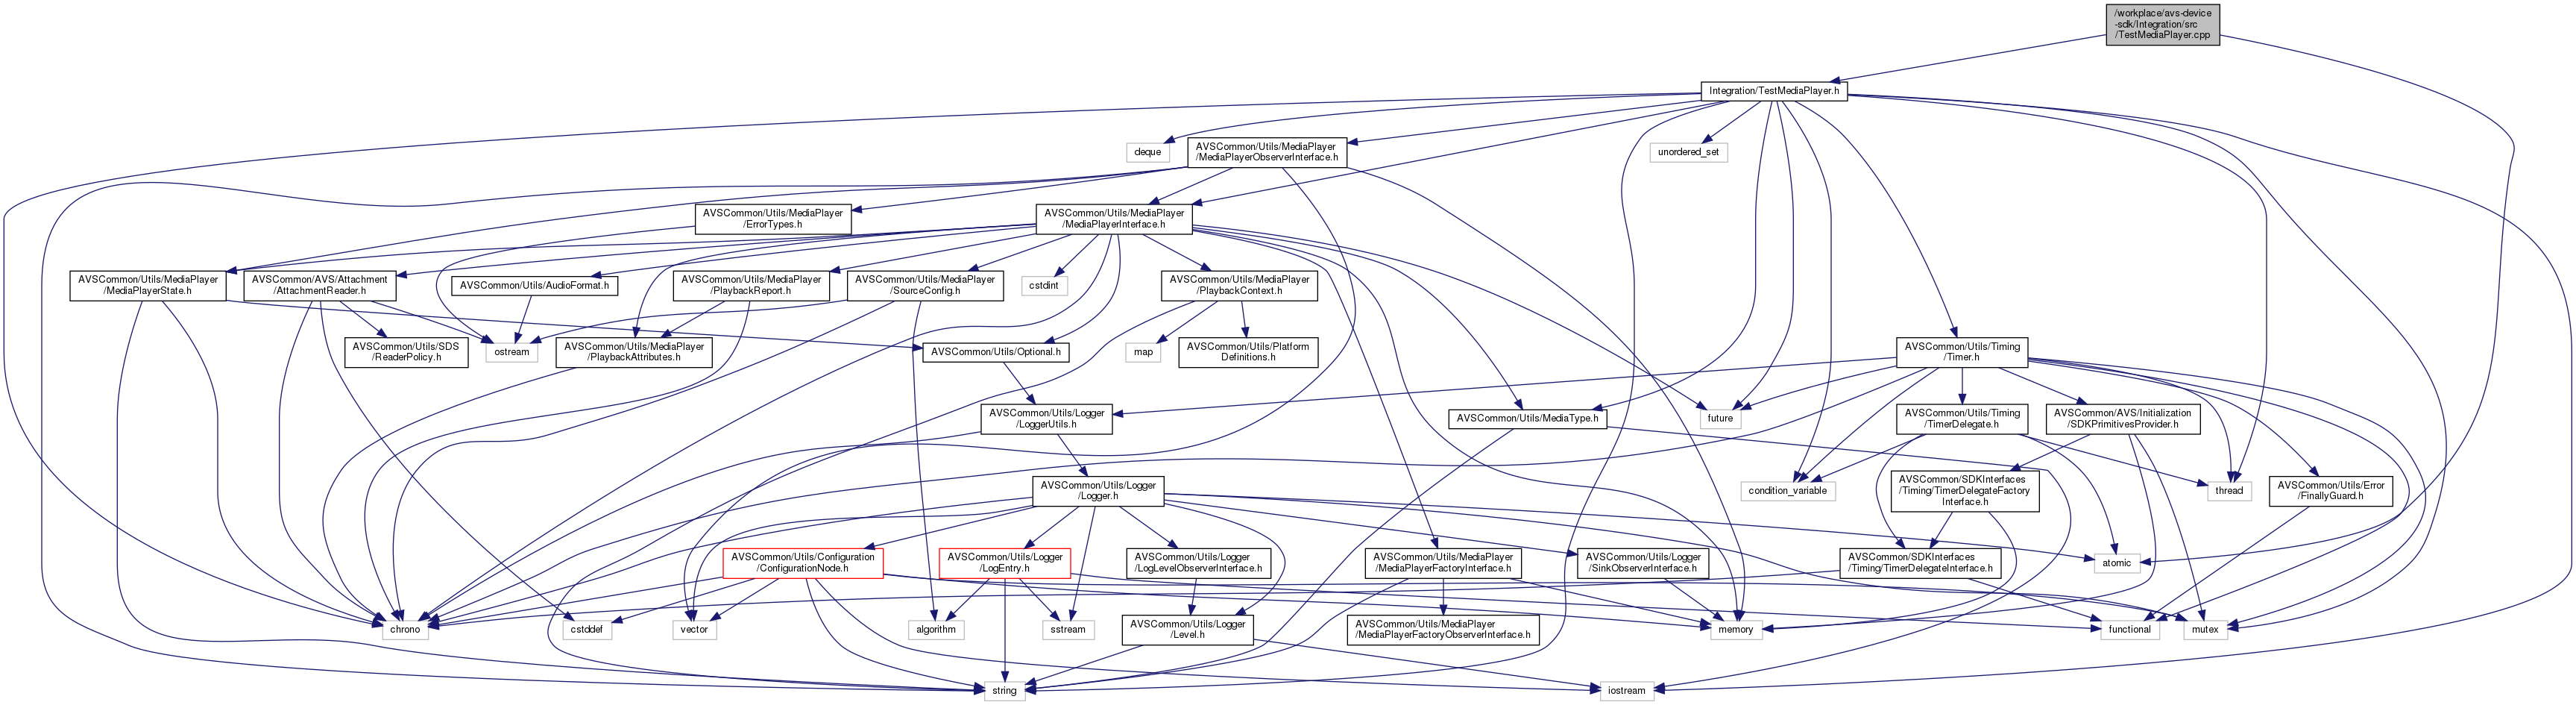 /workplace/avs-device
-sdk/Integration/src
/TestMediaPlayer.cpp
Integration/TestMediaPlayer.h
deque
AVSCommon/Utils/MediaPlayer
/MediaPlayerObserverInterface.h
unordered_set
AVSCommon/Utils/MediaPlayer
/ErrorTypes.h
AVSCommon/Utils/MediaPlayer
/MediaPlayerInterface.h
AVSCommon/Utils/MediaPlayer
/MediaPlayerState.h
AVSCommon/AVS/Attachment
/AttachmentReader.h
AVSCommon/Utils/AudioFormat.h
AVSCommon/Utils/MediaPlayer
/PlaybackReport.h
AVSCommon/Utils/MediaPlayer
/SourceConfig.h
cstdint
AVSCommon/Utils/MediaPlayer
/PlaybackContext.h
AVSCommon/Utils/SDS
/ReaderPolicy.h
ostream
AVSCommon/Utils/MediaPlayer
/PlaybackAttributes.h
AVSCommon/Utils/Optional.h
map
AVSCommon/Utils/Platform
Definitions.h
AVSCommon/Utils/Timing
/Timer.h
AVSCommon/Utils/Logger
/LoggerUtils.h
AVSCommon/Utils/MediaType.h
future
AVSCommon/Utils/Timing
/TimerDelegate.h
AVSCommon/AVS/Initialization
/SDKPrimitivesProvider.h
AVSCommon/Utils/Logger
/Logger.h
condition_variable
AVSCommon/SDKInterfaces
/Timing/TimerDelegateFactory
Interface.h
thread
AVSCommon/Utils/Error
/FinallyGuard.h
AVSCommon/Utils/Configuration
/ConfigurationNode.h
AVSCommon/Utils/Logger
/LogEntry.h
AVSCommon/Utils/Logger
/LogLevelObserverInterface.h
AVSCommon/Utils/MediaPlayer
/MediaPlayerFactoryInterface.h
AVSCommon/Utils/Logger
/SinkObserverInterface.h
AVSCommon/SDKInterfaces
/Timing/TimerDelegateInterface.h
atomic
chrono
cstddef
vector
algorithm
sstream
AVSCommon/Utils/Logger
/Level.h
AVSCommon/Utils/MediaPlayer
/MediaPlayerFactoryObserverInterface.h
memory
functional
mutex
string
iostream